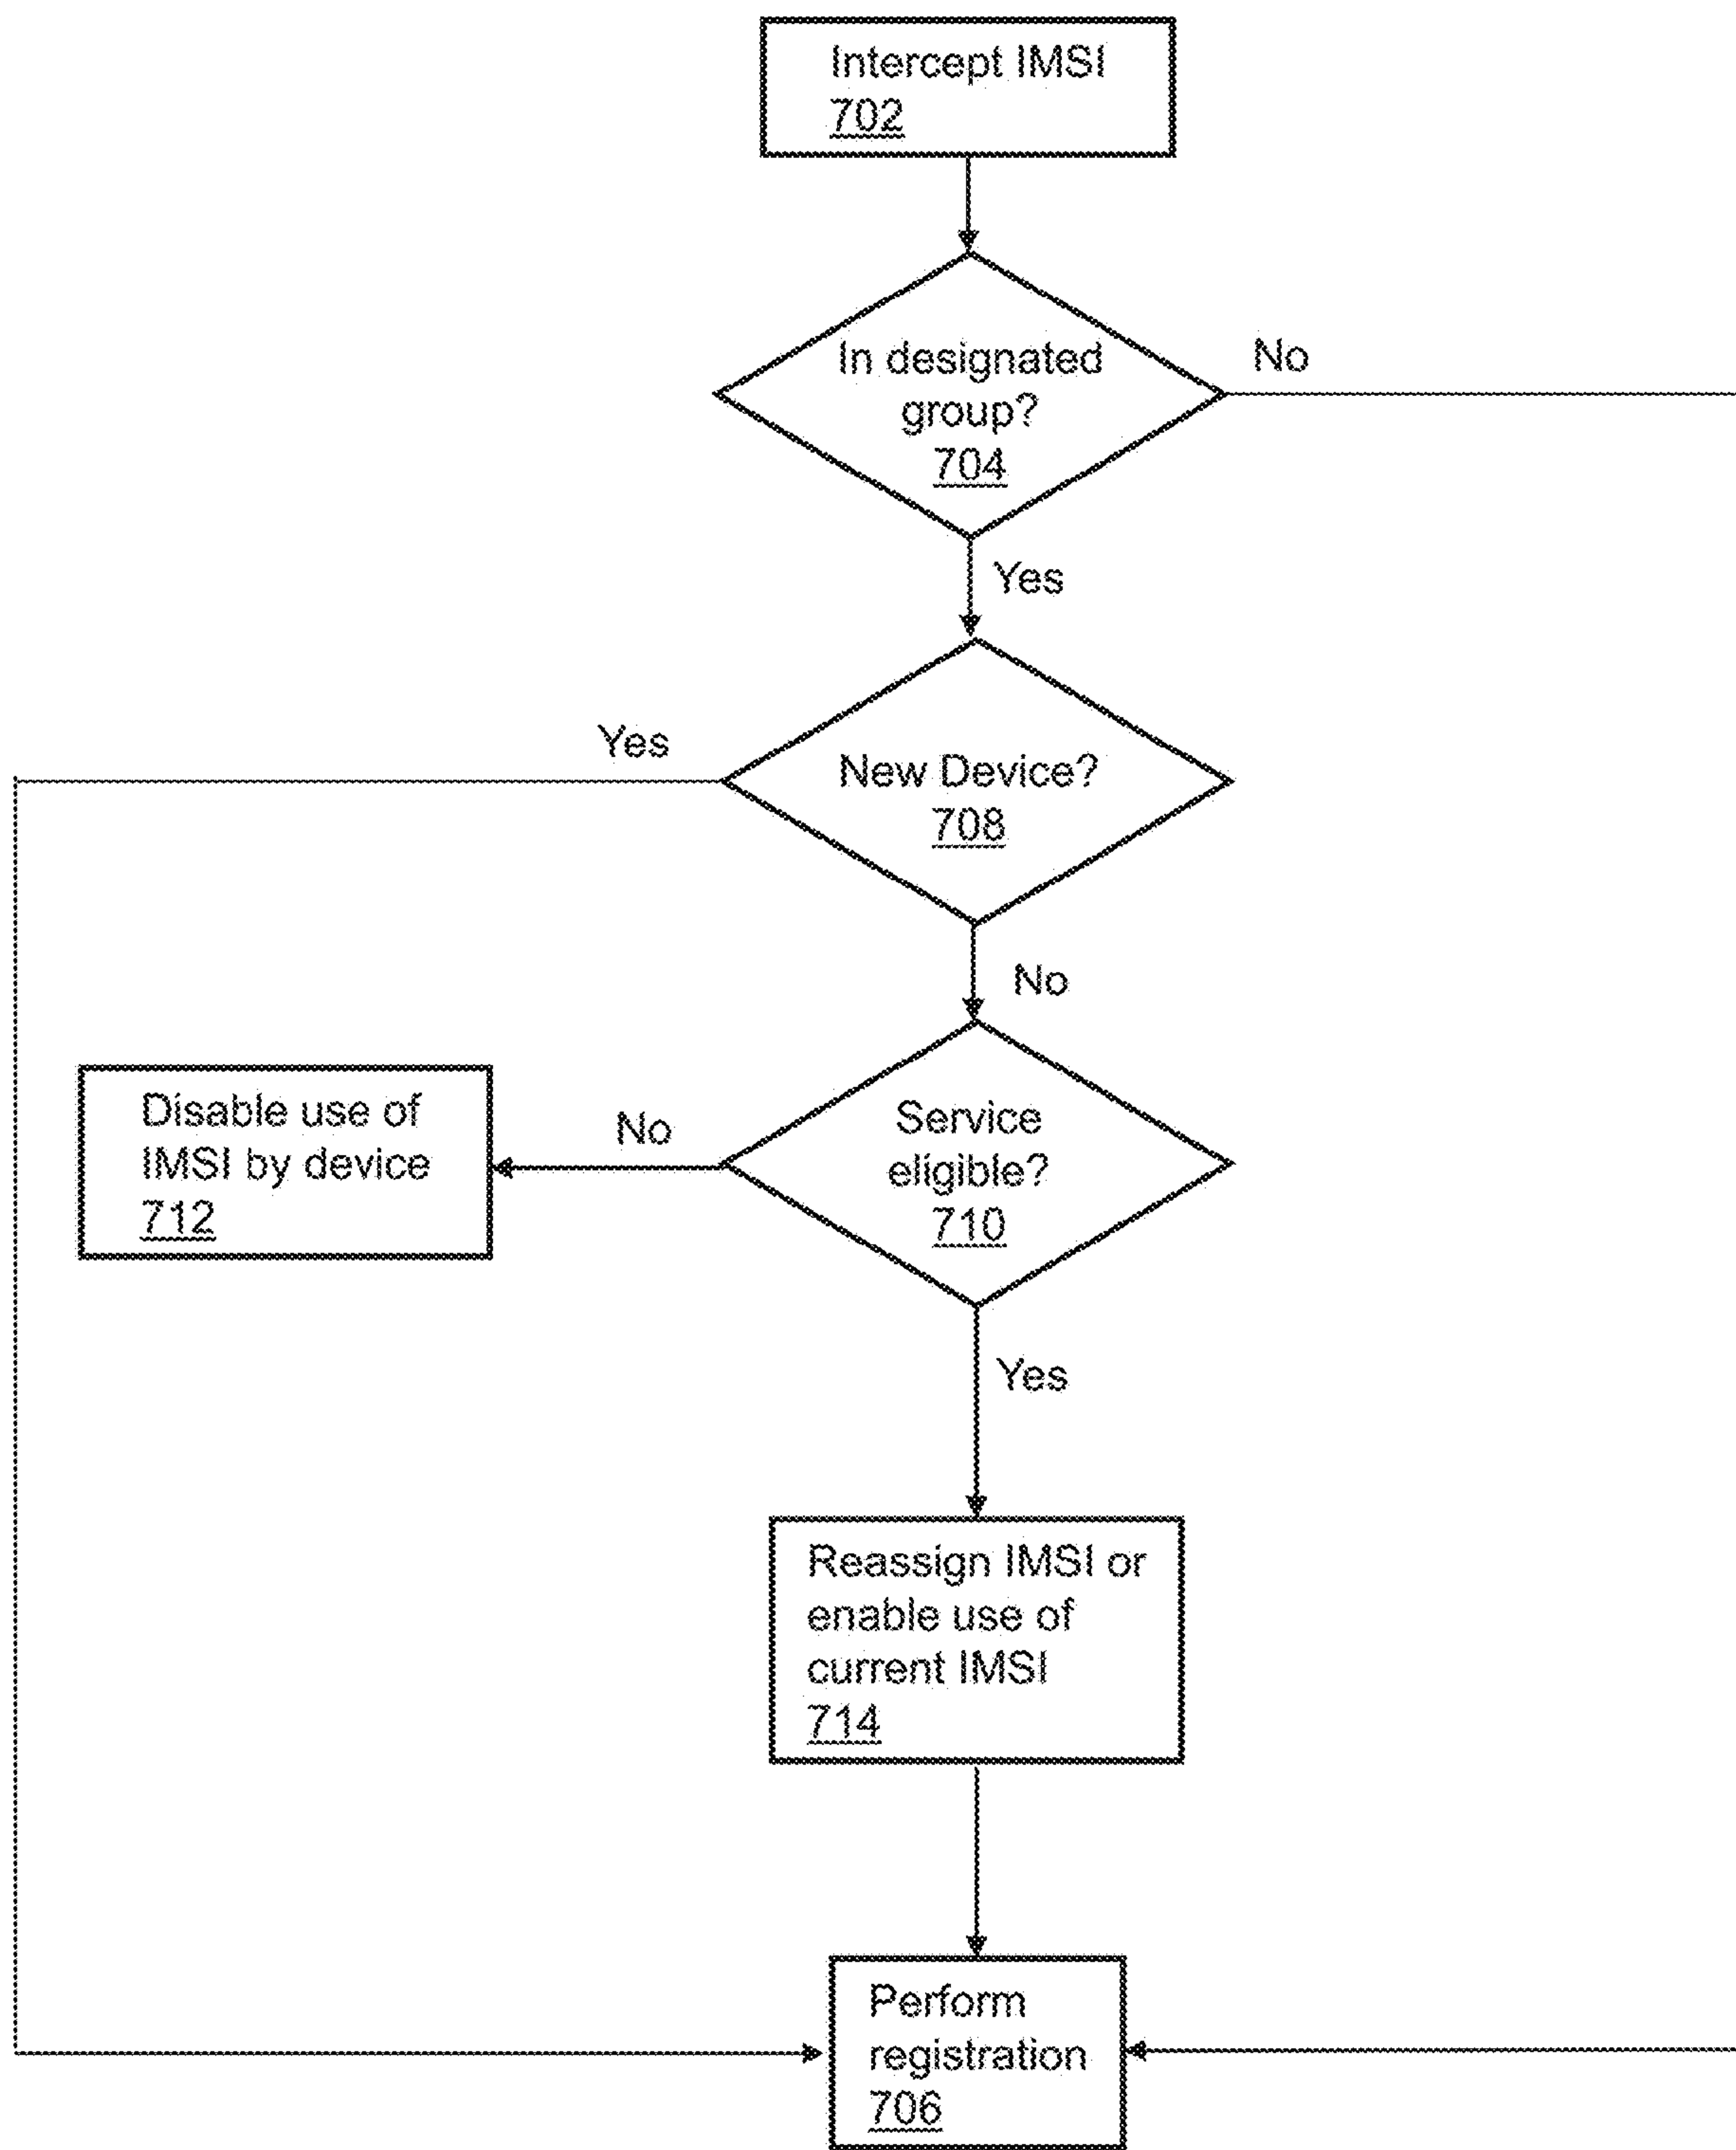 Intercept IMSI
702
In designated
group?
704
No
Yes
New Device?
708
Yes
No
Service
eligible?
710
No
Disable use of
IMSI by device
712
Yes
Reassign IMSI or
enable use of
current IMSI
714
Perform
registration
706